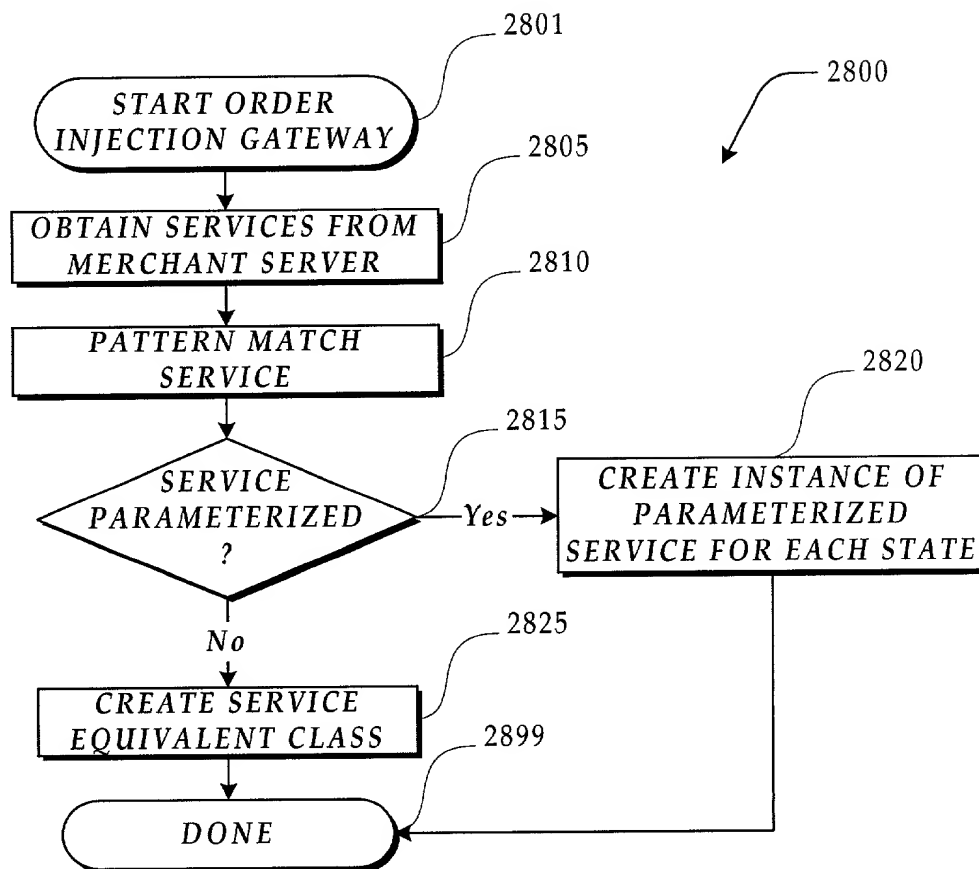 2801
2800
START ORDER
INJECTION GATEWAY
2805
OBTAIN SERVICES FROM
MERCHANT SERVER
2810
PATTERN MATCH
SERVICE
2820
2815
SERVICE
PARAMETERIZED
?
Yes
CREATE INSTANCE OF
PARAMETERIZED
SERVICE FOR EACH STATE
No
2825
CREATE SERVICE
EQUIVALENT CLASS
2899
DONE